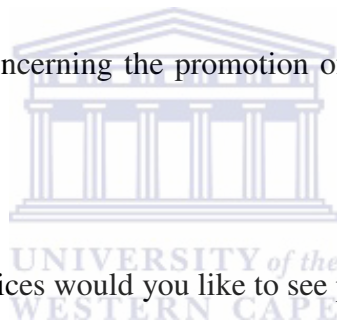 ncerning the promotion o
UNIVERSITY of the
ices would you like to see
WESTERN CAPE